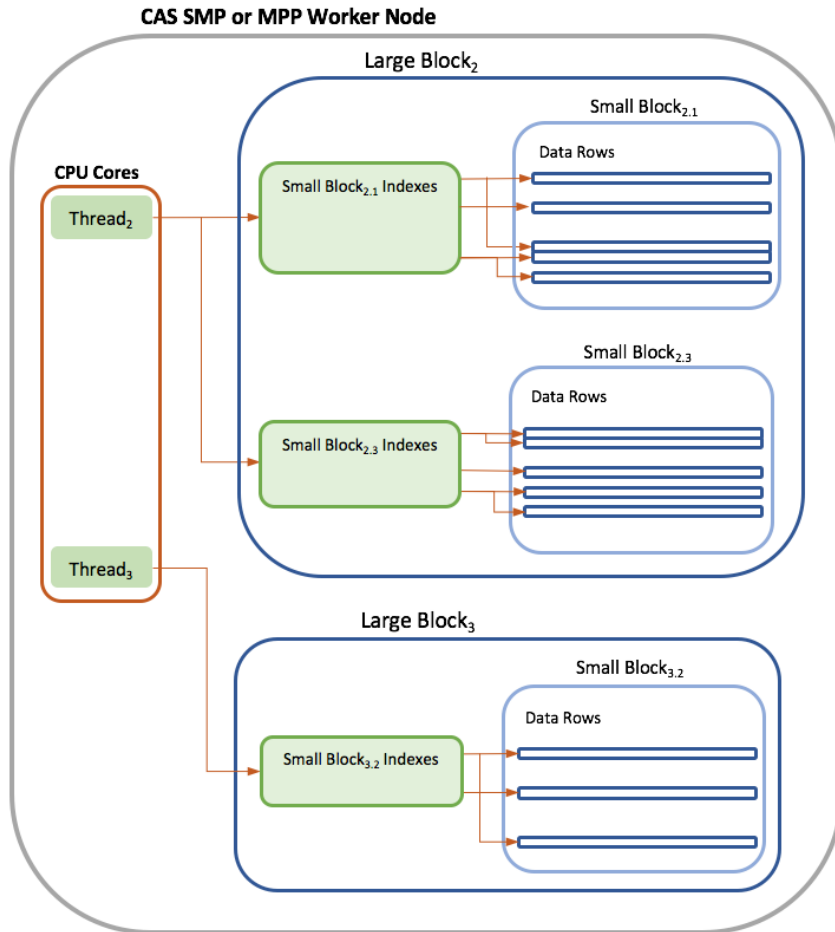 CAS SMP or MPP Worker Node
Large Block₂
Small Block₂.₁
Data Rows
CPU Cores
Small Block₂.₁ Indexes
Thread₂
Small Block₂.₃
Data Rows
Small Block₂.₃ Indexes
Thread₃
Large Block₃
Small Block₃.₂
Data Rows
Small Block₃.₂ Indexes